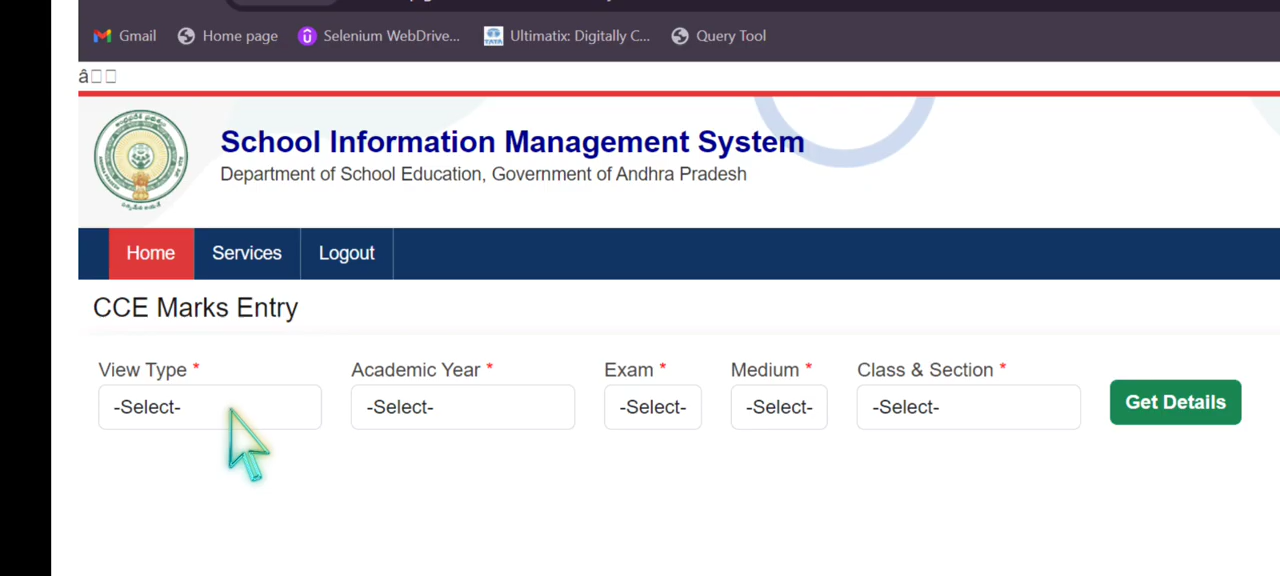 Gmail Home page Selenium WebDrive... Ultimatix: Digitally C... Query Tool
â
School Information Management System
Department of School Education, Government of Andhra Pradesh
Home Services Logout
CCE Marks Entry
View Type * Academic Year * Exam * Medium * Class & Section *
-Select- -Select- -Select- -Select- -Select- Get Details